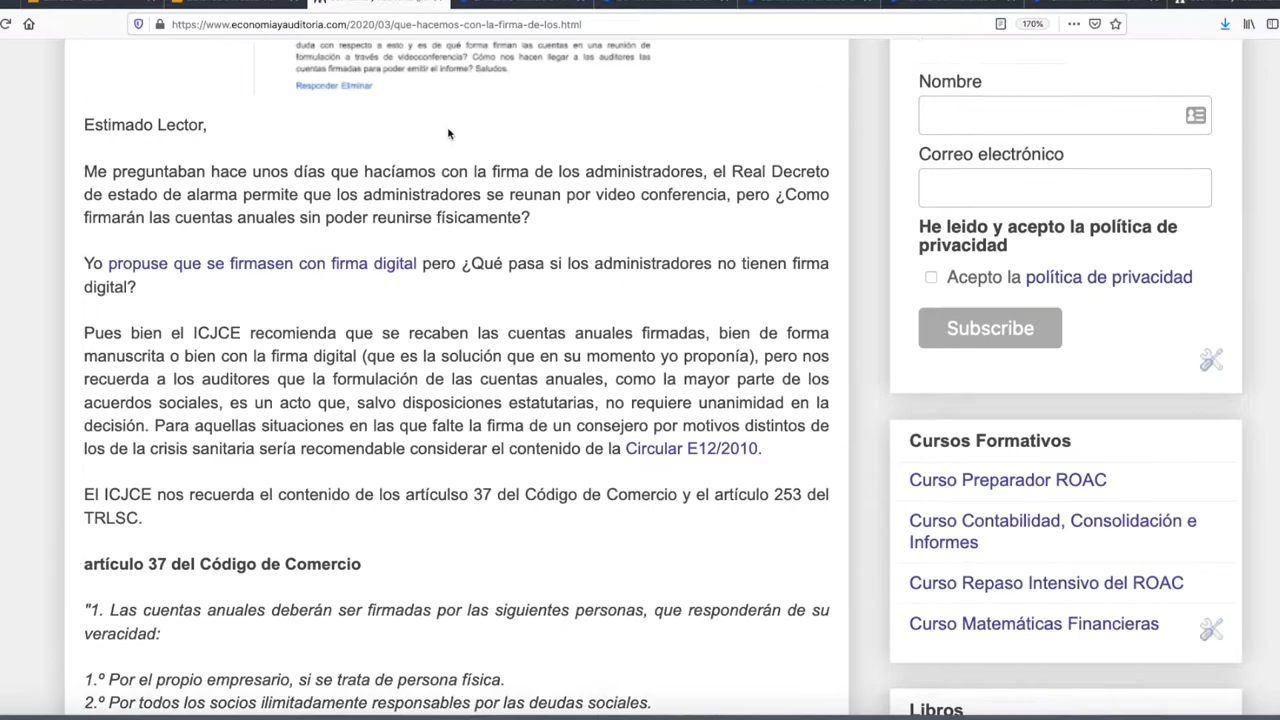 https://www.economiayauditoria.com/2020/03/que-hacemos-con-la-firma-de-los.html
170%
duda con respecto a esto y es de qué forma firman las cuentas en una reunión de
formulación a través de videoconferencia? Cómo nos hacen llegar a los auditores las
cuentas firmadas para poder emitir el informe? Saludos.
Responder Eliminar
Estimado Lector,
Me preguntaban hace unos días que hacíamos con la firma de los administradores, el Real Decreto
de estado de alarma permite que los administradores se reunan por video conferencia, pero ¿Como
firmarán las cuentas anuales sin poder reunirse físicamente?
Yo propuse que se firmasen con firma digital pero ¿Qué pasa si los administradores no tienen firma
digital?
Pues bien el ICJCE recomienda que se recaben las cuentas anuales firmadas, bien de forma
manuscrita o bien con la firma digital (que es la solución que en su momento yo proponía), pero nos
recuerda a los auditores que la formulación de las cuentas anuales, como la mayor parte de los
acuerdos sociales, es un acto que, salvo disposiciones estatutarias, no requiere unanimidad en la
decisión. Para aquellas situaciones en las que falte la firma de un consejero por motivos distintos de
los de la crisis sanitaria sería recomendable considerar el contenido de la Circular E12/2010.
El ICJCE nos recuerda el contenido de los artículso 37 del Código de Comercio y el artículo 253 del
TRLSC.
artículo 37 del Código de Comercio
"1. Las cuentas anuales deberán ser firmadas por las siguientes personas, que responderán de su
veracidad:
1.º Por el propio empresario, si se trata de persona física.
2.º Por todos los socios ilimitadamente responsables por las deudas sociales.
Nombre
Correo electrónico
He leido y acepto la política de
privacidad
Acepto la política de privacidad
Subscribe
Cursos Formativos
Curso Preparador ROAC
Curso Contabilidad, Consolidación e
Informes
Curso Repaso Intensivo del ROAC
Curso Matemáticas Financieras
Libros